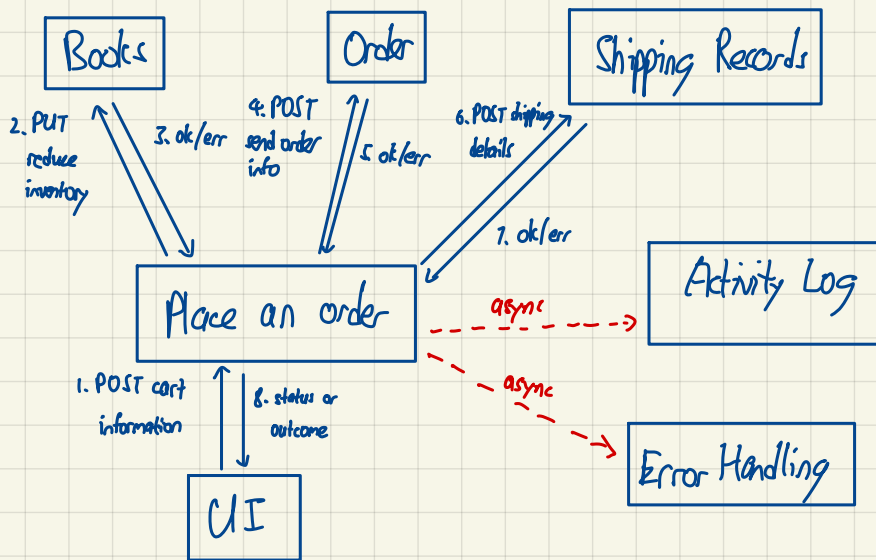 Books
Order
Shipping Records
2. PUT
reduce
inventory
3. ok/err
4. POST
send order
info
5. ok/err
6. POST shipping
details
7. ok/err
Place an order
async
Activity Log
async
Error Handling
1. POST cart
information
8. status or
outcome
UI